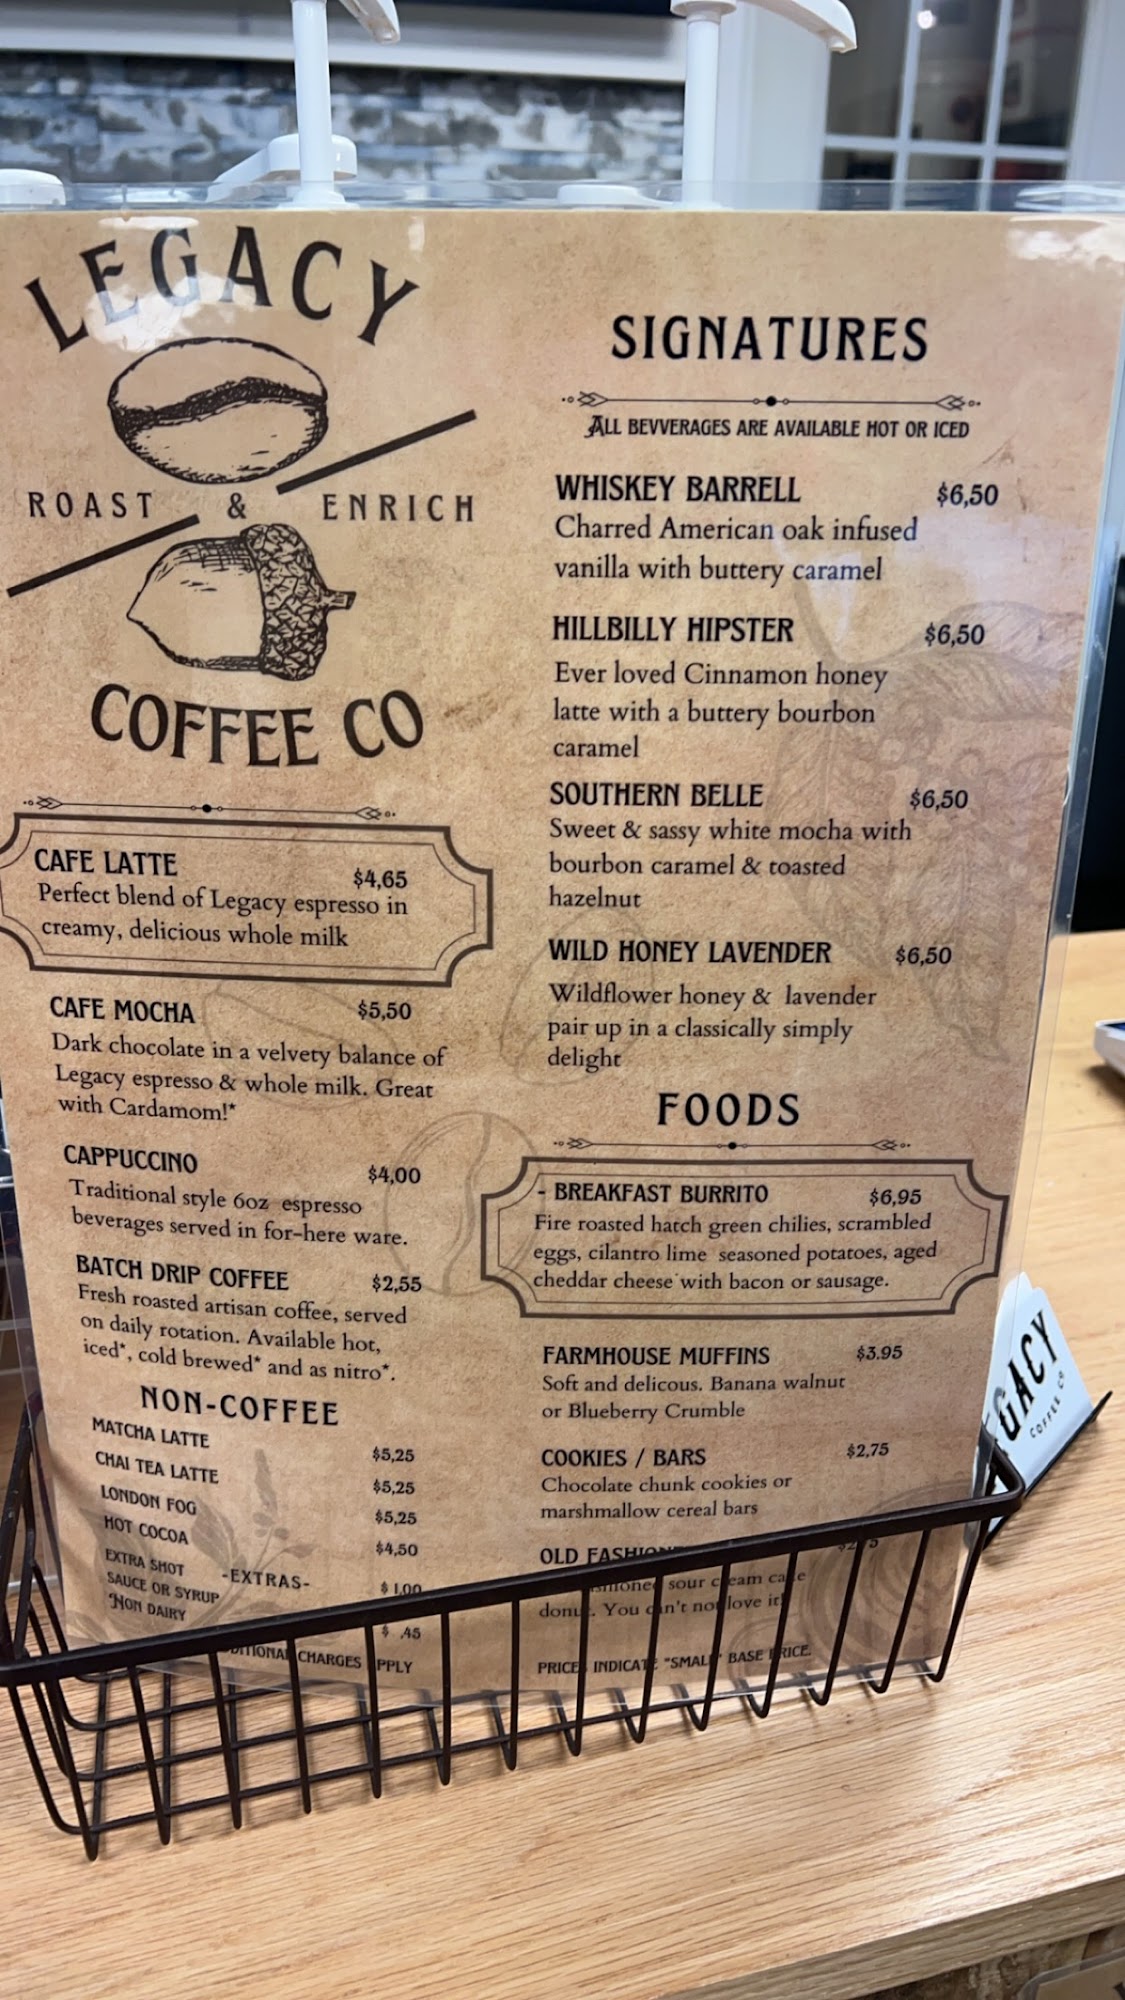 LEGACY
ROAST & ENRICH
COFFEE CO
CAFE LATTE $4,65
Perfect blend of Legacy espresso in
creamy, delicious whole milk
CAFE MOCHA $5,50
Dark chocolate in a velvety balance of
Legacy espresso & whole milk. Great
with Cardamom!*
CAPPUCCINO $4,00
Traditional style 6oz espresso
beverages served in for-here ware.
BATCH DRIP COFFEE $2,55
Fresh roasted artisan coffee, served
on daily rotation. Available hot,
iced*, cold brewed* and as nitro*.
NON-COFFEE
MATCHA LATTE $5,25
CHAI TEA LATTE $5,25
LONDON FOG $5,25
HOT COCOA $4,50
-EXTRAS-
EXTRA SHOT $ 1.00
SAUCE OR SYRUP
NON DAIRY $ .45
CHARGES
SIGNATURES
ALL BEVVERAGES ARE AVAILABLE HOT OR ICED
WHISKEY BARRELL $6,50
Charred American oak infused
vanilla with buttery caramel
HILLBILLY HIPSTER $6,50
Ever loved Cinnamon honey
latte with a buttery bourbon
caramel
SOUTHERN BELLE $6,50
Sweet & sassy white mocha with
bourbon caramel & toasted
hazelnut
WILD HONEY LAVENDER $6,50
Wildflower honey & lavender
pair up in a classically simply
delight
FOODS
- BREAKFAST BURRITO $6,95
Fire roasted hatch green chilies, scrambled
eggs, cilantro lime seasoned potatoes, aged
cheddar cheese with bacon or sausage.
FARMHOUSE MUFFINS $3.95
Soft and delicous. Banana walnut
or Blueberry Crumble
COOKIES / BARS $2,75
Chocolate chunk cookies or
marshmallow cereal bars
OLD
sour cream cake
donut. You can't not love it!
PRICES INDICATE "SMALL" BASE PRICE.
GACY
COFFEE CO